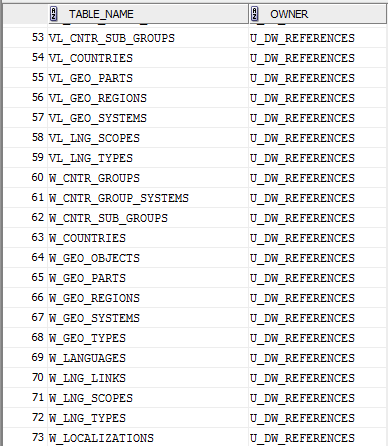 TABLE_NAME OWNER
53 VL_CNTR_SUB_GROUPS U_DW_REFERENCES
54 VL_COUNTRIES U_DW_REFERENCES
55 VL_GEO_PARTS U_DW_REFERENCES
56 VL_GEO_REGIONS U_DW_REFERENCES
57 VL_GEO_SYSTEMS U_DW_REFERENCES
58 VL_LNG_SCOPES U_DW_REFERENCES
59 VL_LNG_TYPES U_DW_REFERENCES
60 W_CNTR_GROUPS U_DW_REFERENCES
61 W_CNTR_GROUP_SYSTEMS U_DW_REFERENCES
62 W_CNTR_SUB_GROUPS U_DW_REFERENCES
63 W_COUNTRIES U_DW_REFERENCES
64 W_GEO_OBJECTS U_DW_REFERENCES
65 W_GEO_PARTS U_DW_REFERENCES
66 W_GEO_REGIONS U_DW_REFERENCES
67 W_GEO_SYSTEMS U_DW_REFERENCES
68 W_GEO_TYPES U_DW_REFERENCES
69 W_LANGUAGES U_DW_REFERENCES
70 W_LNG_LINKS U_DW_REFERENCES
71 W_LNG_SCOPES U_DW_REFERENCES
72 W_LNG_TYPES U_DW_REFERENCES
73 W_LOCALIZATIONS U_DW_REFERENCES